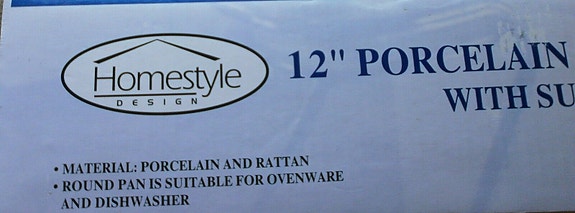 Homestyle
DESIGN
12" PORCELAIN
WITH SU
• MATERIAL: PORCELAIN AND RATTAN
• ROUND PAN IS SUITABLE FOR OVENWARE
AND DISHWASHER